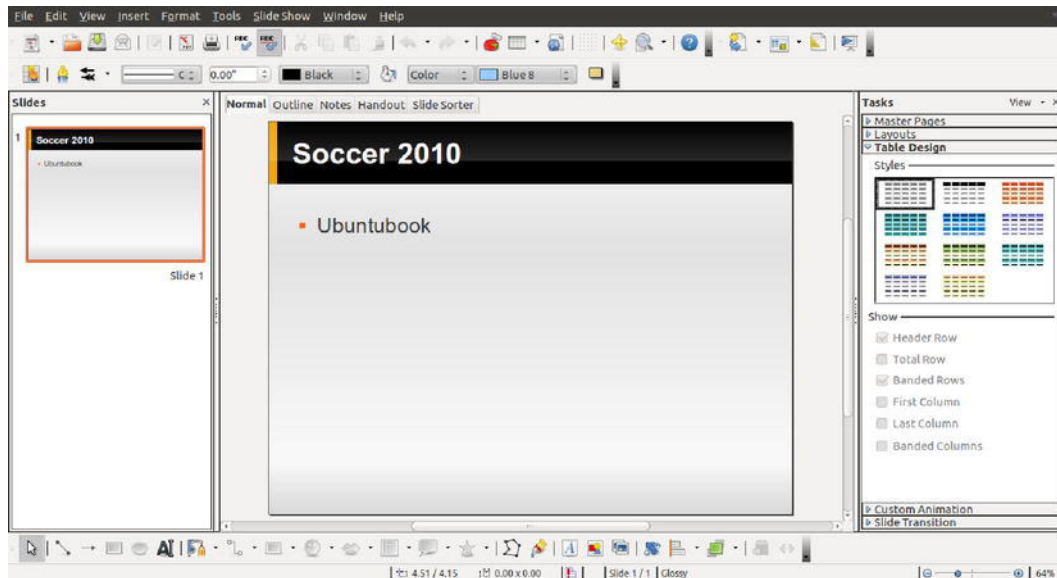 File Edit View Insert Format Tools Slide Show Window Help
0.00" Black Color Blue 8
Slides
Normal Outline Notes Handout Slide Sorter
Tasks View
1
Soccer 2010
Ubuntubook
Slide 1
Soccer 2010
Ubuntubook
Master Pages
Layouts
Table Design
Styles
Show
Header Row
Total Row
Banded Rows
First Column
Last Column
Banded Columns
Custom Animation
Slide Transition
4.51 / 4.15 0.00 x 0.00 Slide 1 / 1 Glossy 64%